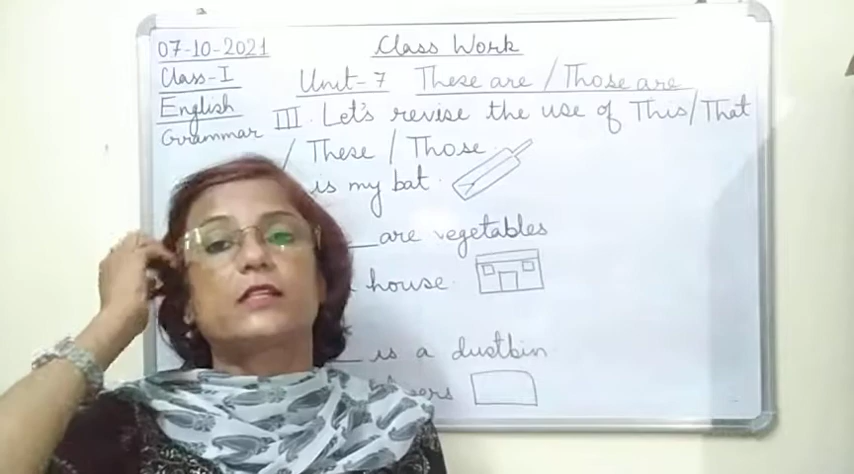 07-10-2021 Class Work
Class-I
Unit-7 These are / Those are
English
Grammar III. Let's revise the use of This/That
/ These / Those.
is my bat.
are vegetables
house.
is a dustbin